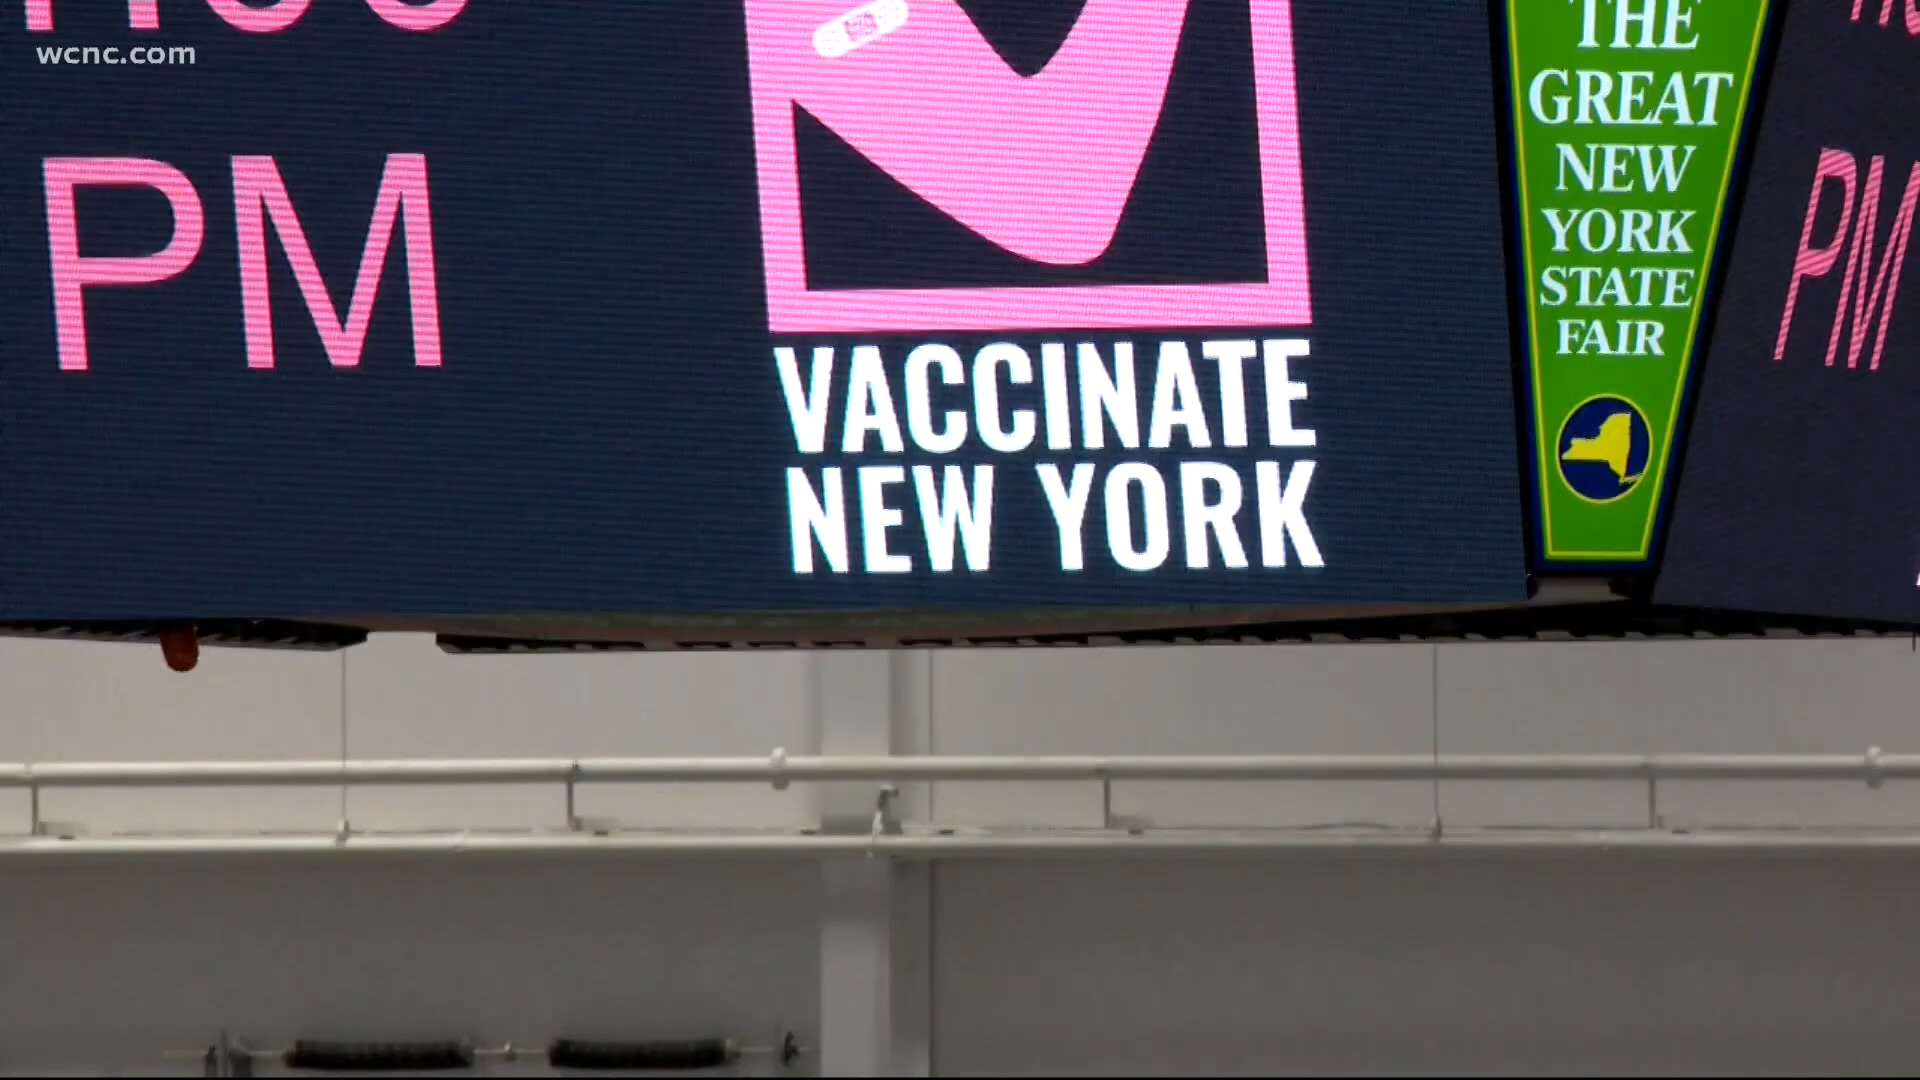 wcnc.com
PM
VACCINATE
NEW YORK
THE
GREAT
NEW
YORK
STATE
FAIR
PM